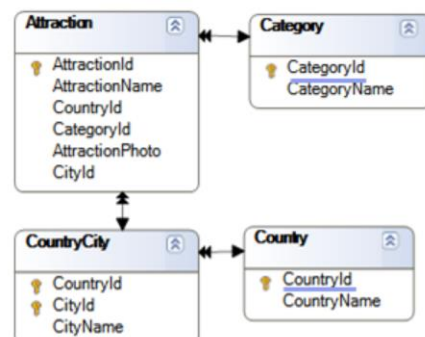 Attraction
AttractionId
AttractionName
CountryId
CategoryId
AttractionPhoto
CityId
Category
CategoryId
CategoryName
CountryCity
CountryId
CityId
CityName
Country
CountryId
CountryName